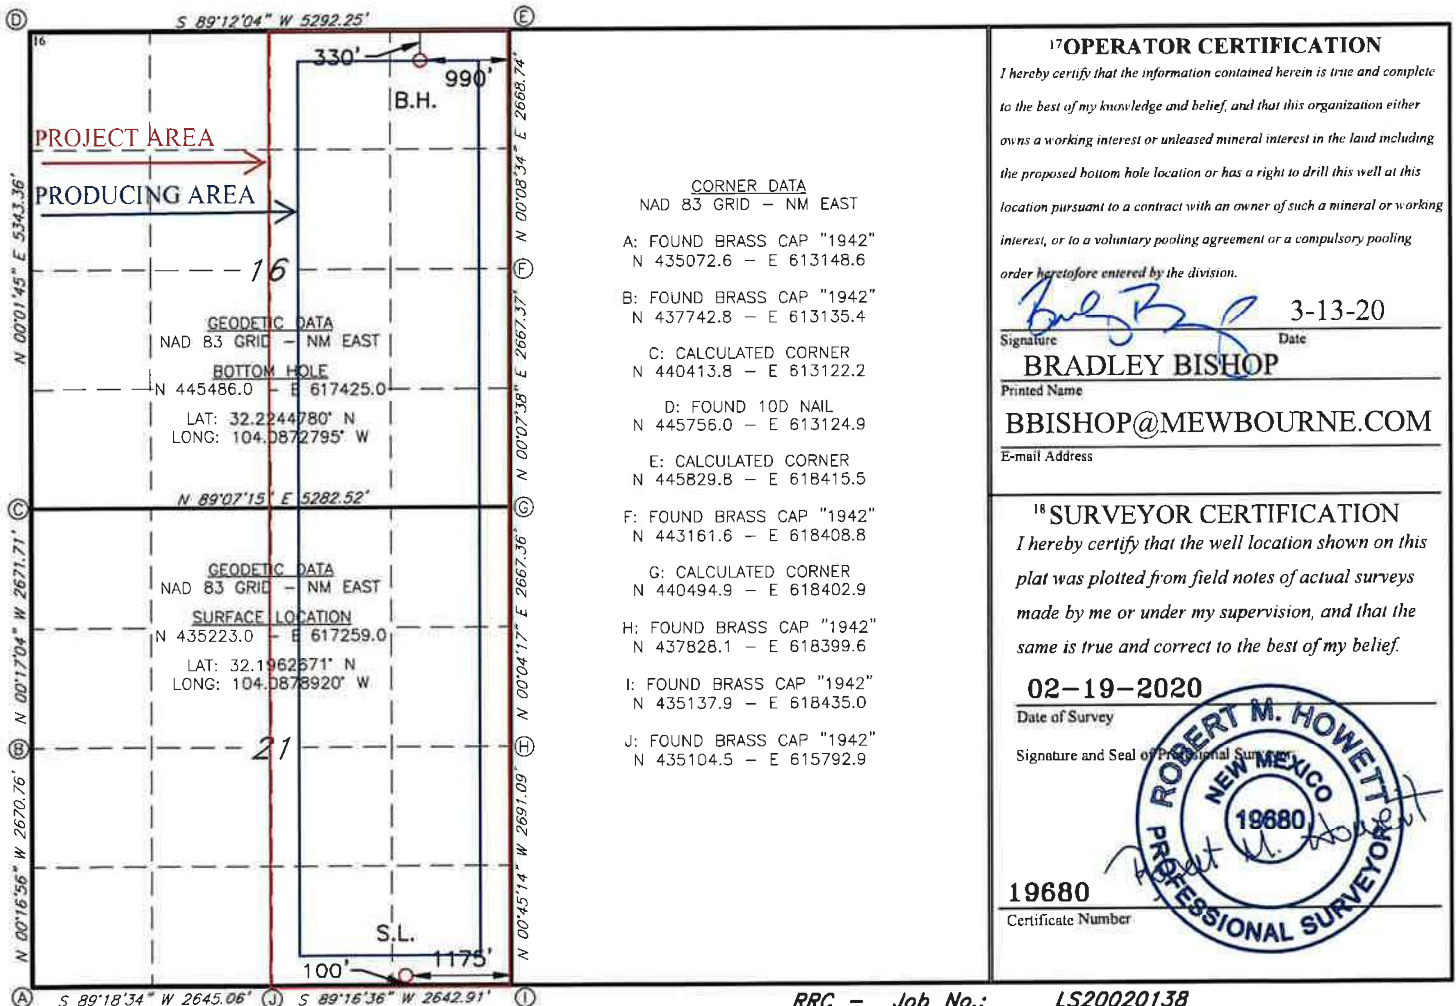 D
S 89°12'04" W 5292.25'
E
16
330'
990'
B.H.
PROJECT AREA
PRODUCING AREA
N 00°01'45" E 5343.36'
N 00°08'34" E 2668.74'
F
16
GEODETIC DATA
NAD 83 GRID - NM EAST
BOTTOM HOLE
N 445486.0 - E 617425.0
LAT: 32.2244780° N
LONG: 104.0872795° W
N 00°07'38" E 2667.37'
C
N 89°07'15" E 5282.52'
G
GEODETIC DATA
NAD 83 GRID - NM EAST
SURFACE LOCATION
N 435223.0 - E 617259.0
LAT: 32.1962671° N
LONG: 104.0878920° W
N 00°17'04" W 2671.71'
N 00°04'17" E 2667.36'
B
21
H
N 00°16'56" W 2670.76'
N 00°45'14" W 2691.09'
S.L.
100'
1175'
A
S 89°18'34" W 2645.06'
J
S 89°16'36" W 2642.91'
I
CORNER DATA
NAD 83 GRID - NM EAST
A: FOUND BRASS CAP "1942"
N 435072.6 - E 613148.6
B: FOUND BRASS CAP "1942"
N 437742.8 - E 613135.4
C: CALCULATED CORNER
N 440413.8 - E 613122.2
D: FOUND 10D NAIL
N 445756.0 - E 613124.9
E: CALCULATED CORNER
N 445829.8 - E 618415.5
F: FOUND BRASS CAP "1942"
N 443161.6 - E 618408.8
G: CALCULATED CORNER
N 440494.9 - E 618402.9
H: FOUND BRASS CAP "1942"
N 437828.1 - E 618399.6
I: FOUND BRASS CAP "1942"
N 435137.9 - E 618435.0
J: FOUND BRASS CAP "1942"
N 435104.5 - E 615792.9
17 OPERATOR CERTIFICATION
I hereby certify that the information contained herein is true and complete
to the best of my knowledge and belief, and that this organization either
owns a working interest or unleased mineral interest in the land including
the proposed bottom hole location or has a right to drill this well at this
location pursuant to a contract with an owner of such a mineral or working
interest, or to a voluntary pooling agreement or a compulsory pooling
order heretofore entered by the division.
3-13-20
Signature Date
BRADLEY BISHOP
Printed Name
BBISHOP@MEWBOURNE.COM
E-mail Address
18 SURVEYOR CERTIFICATION
I hereby certify that the well location shown on this
plat was plotted from field notes of actual surveys
made by me or under my supervision, and that the
same is true and correct to the best of my belief.
02-19-2020
Date of Survey
Signature and Seal of Professional Surveyor:
ROBERT M. HOWETT
NEW MEXICO
19680
PROFESSIONAL SURVEYOR
Robert M. Howett
19680
Certificate Number
RRC - Job No.: LS20020138